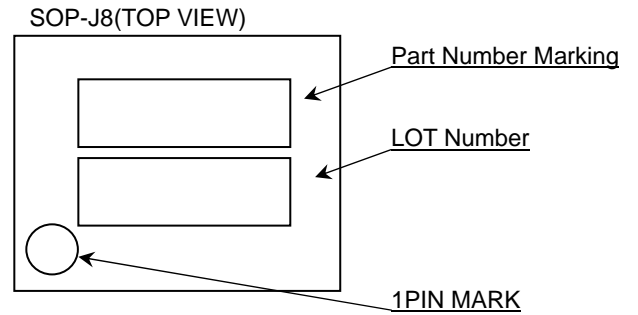 SOP-J8(TOP VIEW)
Part Number Marking
LOT Number
1PIN MARK